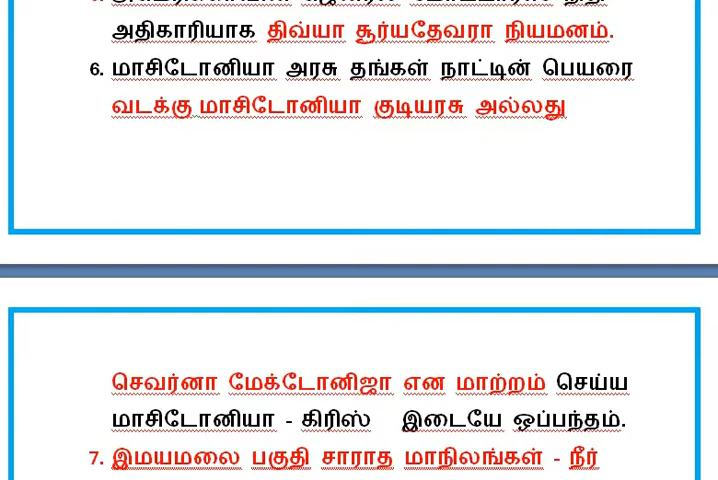 அதிகாரியாக திவ்யா சூர்யதேவரா நியமனம்.
6. மாசிடோனியா அரசு தங்கள் நாட்டின் பெயரை
வடக்கு மாசிடோனியா குடியரசு அல்லது
செவர்னா மேக்டோனிஜா என மாற்றம் செய்ய
மாசிடோனியா - கிரிஸ் இடையே ஒப்பந்தம்.
7. இமயமலை பகுதி சாராத மாநிலங்கள் - நீர்